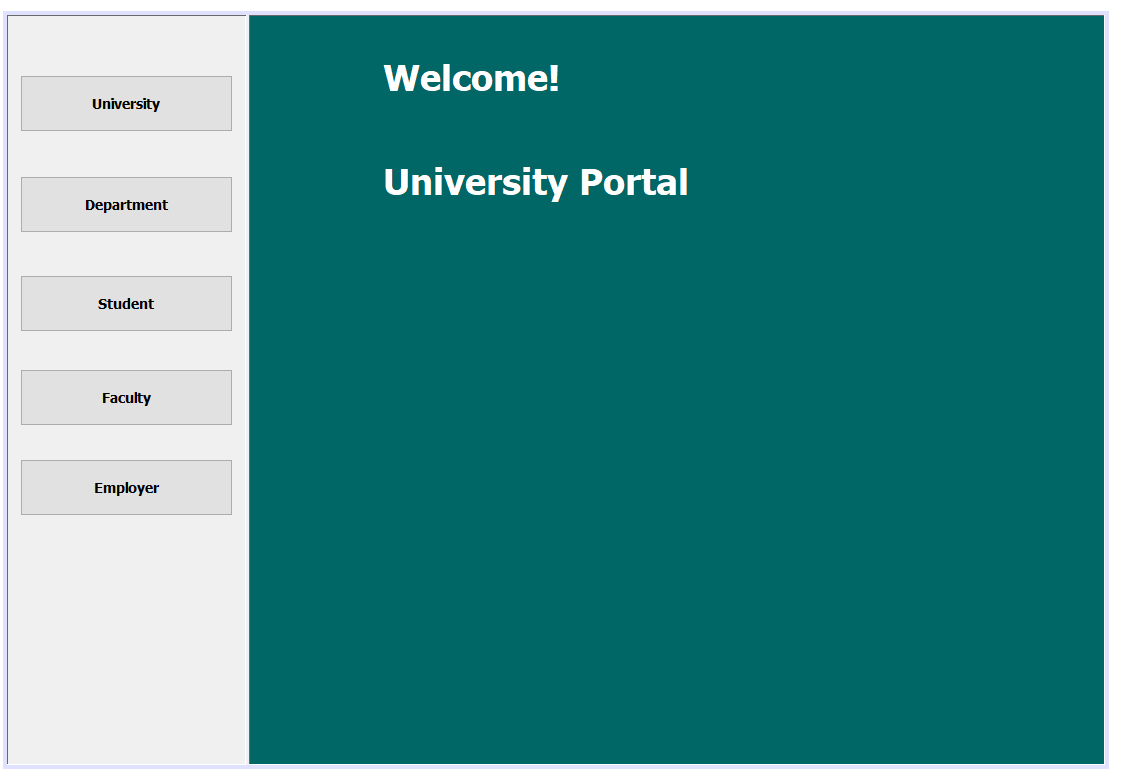 University
Department
Student
Faculty
Employer
Welcome!
University Portal